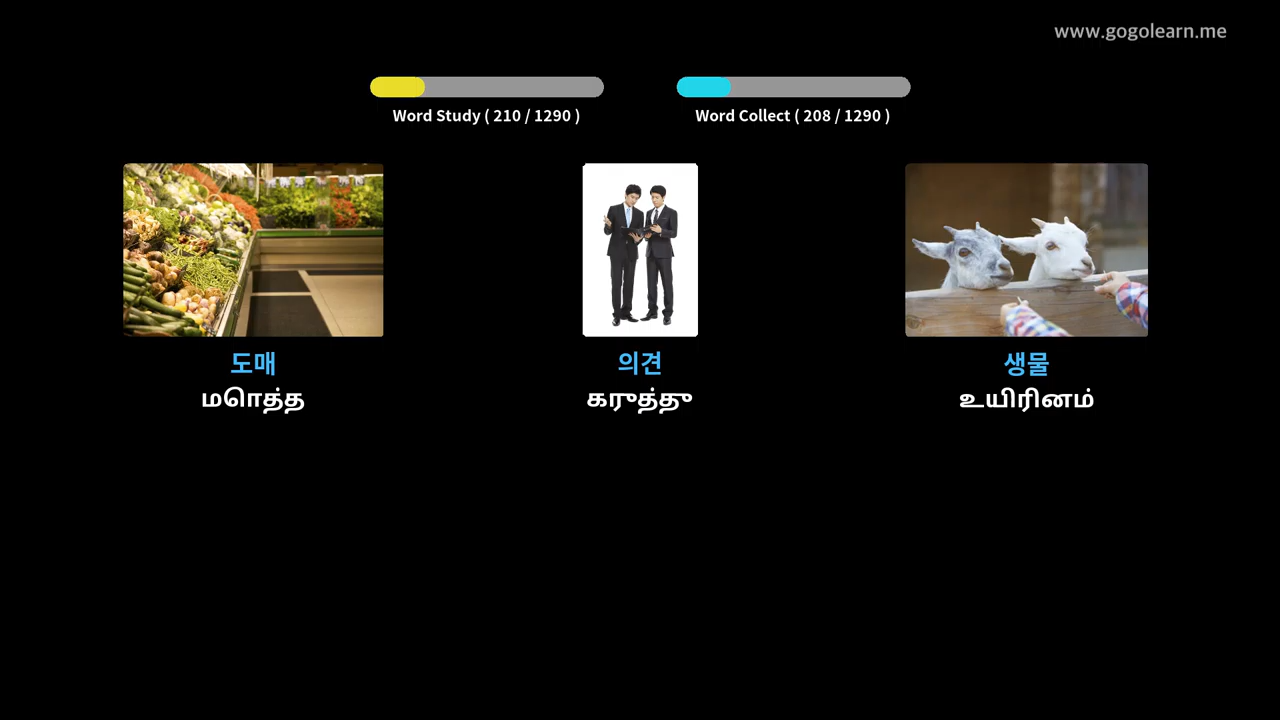 www.gogolearn.me
Word Study ( 210 / 1290 )
Word Collect ( 208 / 1290 )
도매
의견
생물
மொத்த
கருத்து
உயிரினம்